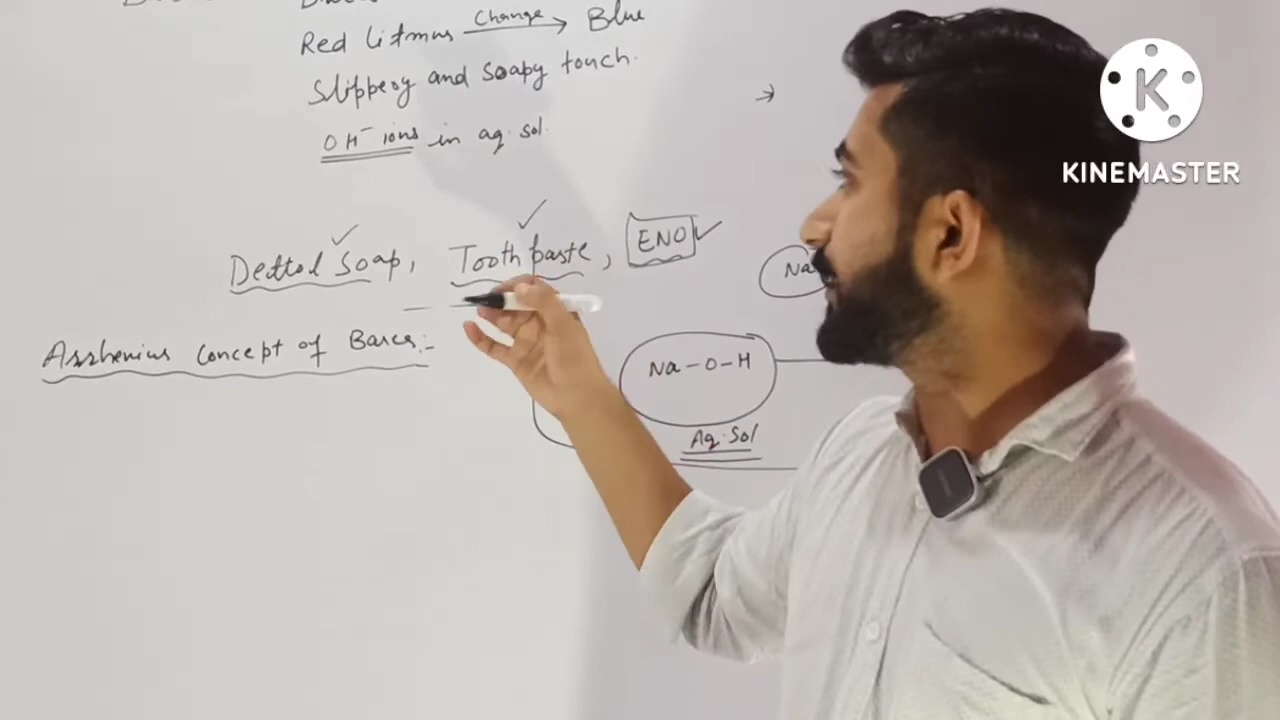 Red litmus Change → Blue
Slippery and Soapy touch.
OH⁻ ions in aq. sol.
→
Dettol Soap, Toothpaste, ENO
Na
Arrhenius Concept of Bases:-
Na-O-H
Aq. Sol
K
KINEMASTER